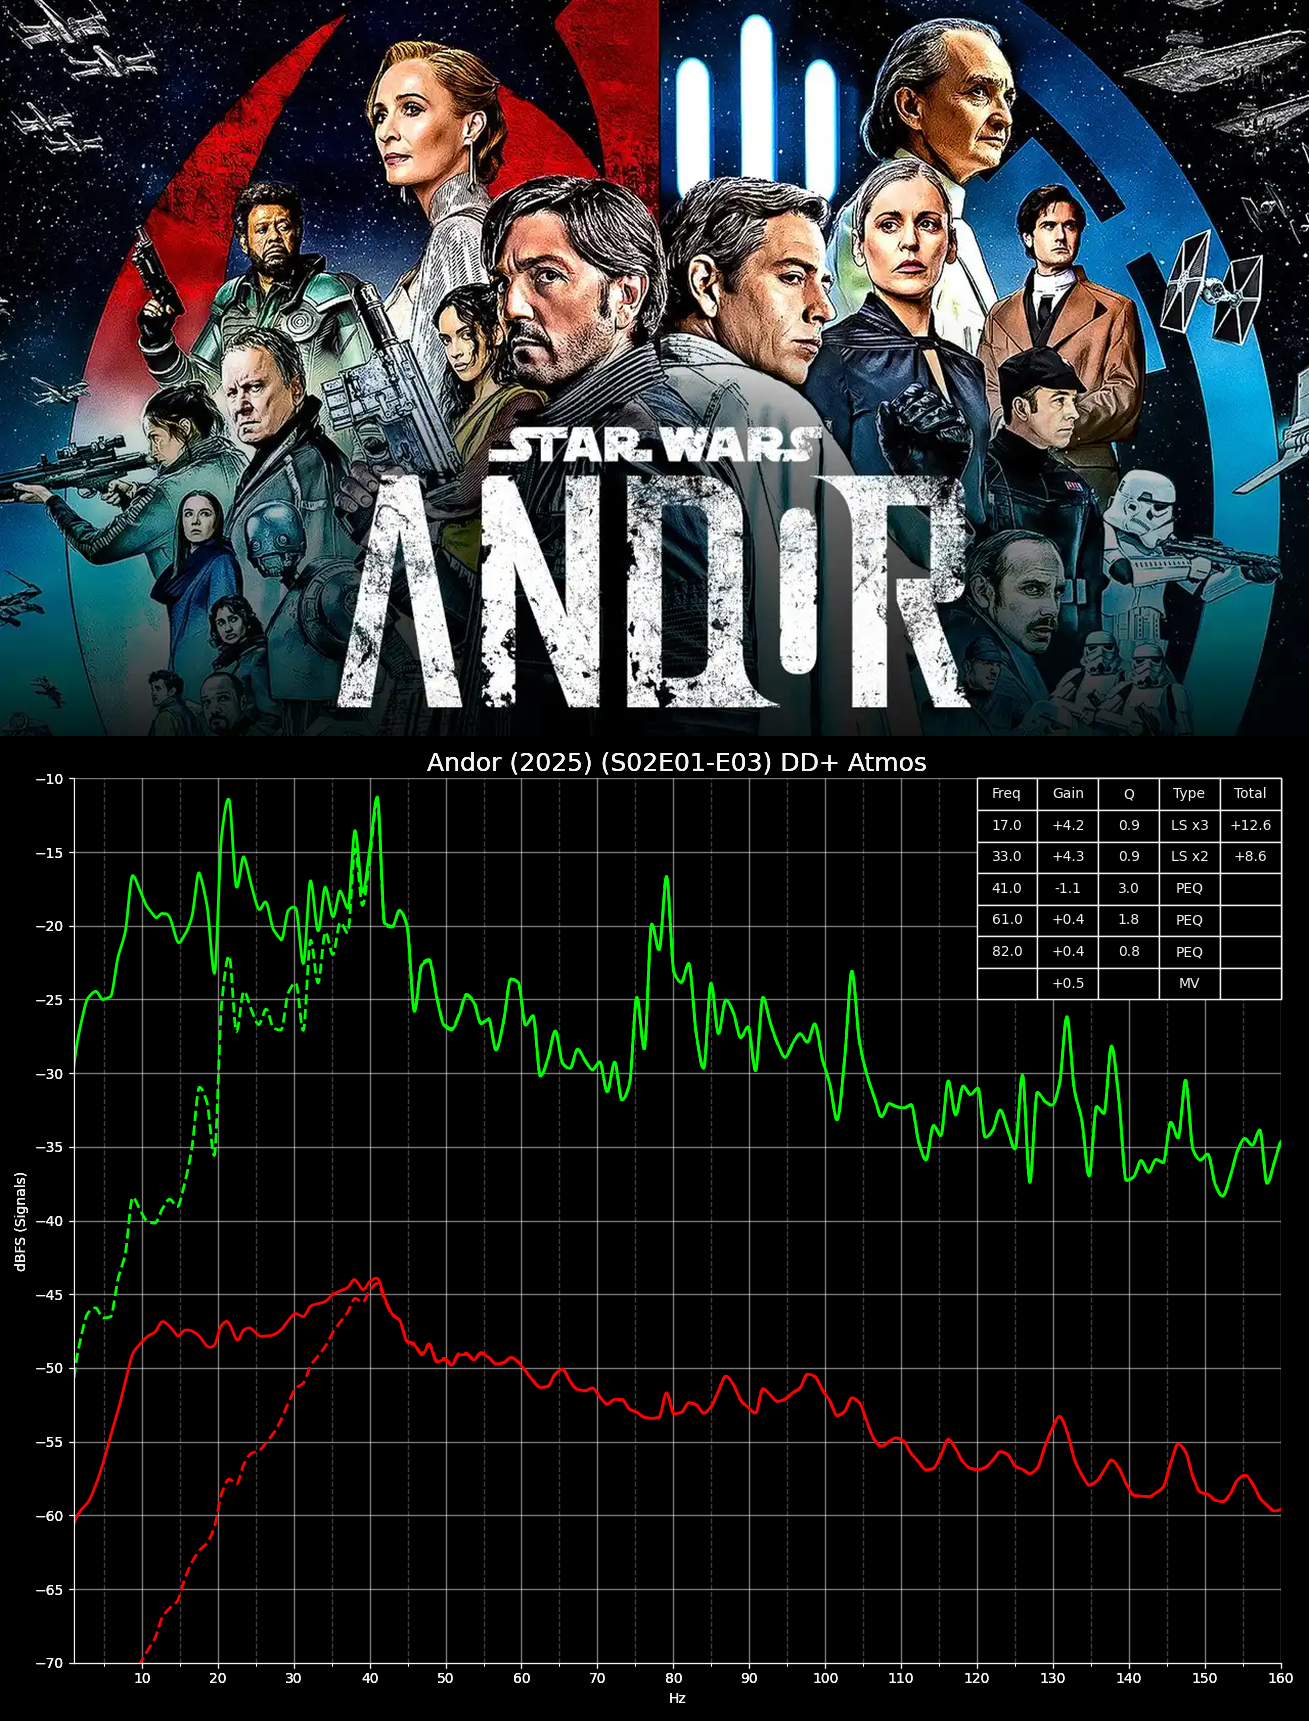 STAR WARS
ANDOR
Andor (2025) (S02E01-E03) DD+ Atmos
Freq Gain Q Type Total
17.0 +4.2 0.9 LS x3 +12.6
33.0 +4.3 0.9 LS x2 +8.6
41.0 -1.1 3.0 PEQ
61.0 +0.4 1.8 PEQ
82.0 +0.4 0.8 PEQ
+0.5 MV
dBFS (Signals)
−10
−15
−20
−25
−30
−35
−40
−45
−50
−55
−60
−65
−70
10 20 30 40 50 60 70 80 90 100 110 120 130 140 150 160
Hz